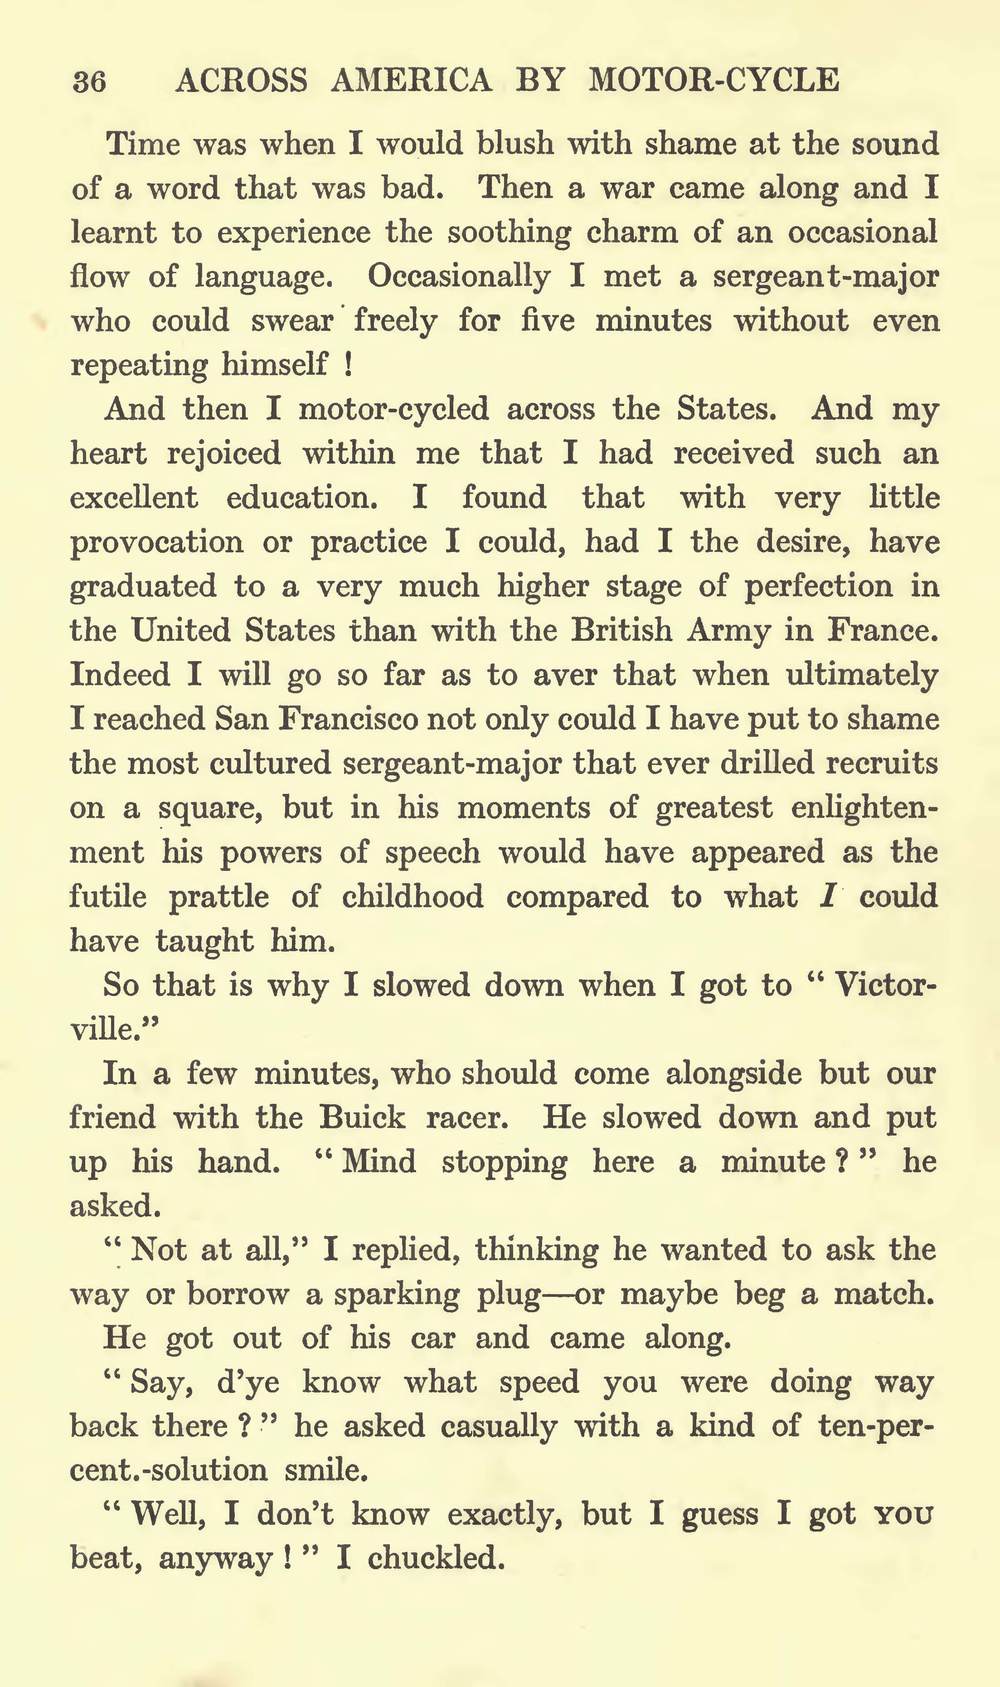 36 ACROSS AMERICA BY MOTOR-CYCLE
Time was when I would blush with shame at the sound
of a word that was bad. Then a war came along and I
learnt to experience the soothing charm of an occasional
flow of language. Occasionally I met a sergeant-major
who could swear freely for five minutes without even
repeating himself !
And then I motor-cycled across the States. And my
heart rejoiced within me that I had received such an
excellent education. I found that with very little
provocation or practice I could, had I the desire, have
graduated to a very much higher stage of perfection in
the United States than with the British Army in France.
Indeed I will go so far as to aver that when ultimately
I reached San Francisco not only could I have put to shame
the most cultured sergeant-major that ever drilled recruits
on a square, but in his moments of greatest enlighten-
ment his powers of speech would have appeared as the
futile prattle of childhood compared to what I could
have taught him.
So that is why I slowed down when I got to “ Victor-
ville.”
In a few minutes, who should come alongside but our
friend with the Buick racer. He slowed down and put
up his hand. “ Mind stopping here a minute ? ” he
asked.
“ Not at all,” I replied, thinking he wanted to ask the
way or borrow a sparking plug—or maybe beg a match.
He got out of his car and came along.
“ Say, d’ye know what speed you were doing way
back there ? ” he asked casually with a kind of ten-per-
cent.-solution smile.
“ Well, I don’t know exactly, but I guess I got YOU
beat, anyway ! ” I chuckled.